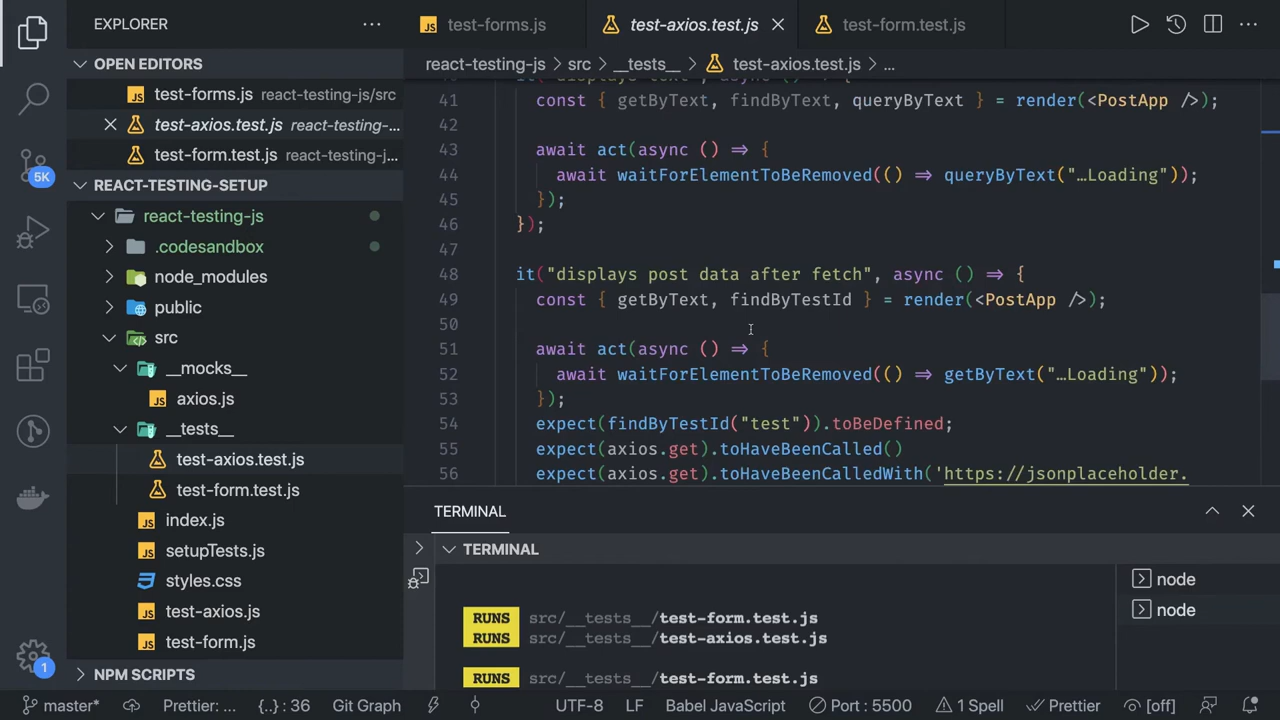 EXPLORER
OPEN EDITORS
test-forms.js react-testing-js/src
test-axios.test.js react-testing-...
test-form.test.js react-testing-j...
REACT-TESTING-SETUP
react-testing-js
.codesandbox
node_modules
public
src
__mocks__
axios.js
__tests__
test-axios.test.js
test-form.test.js
index.js
setupTests.js
styles.css
test-axios.js
test-form.js
NPM SCRIPTS
5K
1
test-forms.js test-axios.test.js test-form.test.js
react-testing-js > src > __tests__ > test-axios.test.js > ...
40 it("displays text", async () => {
41 const { getByText, findByText, queryByText } = render(<PostApp />);
42
43 await act(async () => {
44 await waitForElementToBeRemoved(() => queryByText("…Loading"));
45 });
46 });
47
48 it("displays post data after fetch", async () => {
49 const { getByText, findByTestId } = render(<PostApp />);
50
51 await act(async () => {
52 await waitForElementToBeRemoved(() => getByText("…Loading"));
53 });
54 expect(findByTestId("test")).toBeDefined;
55 expect(axios.get).toHaveBeenCalled()
56 expect(axios.get).toHaveBeenCalledWith('https://jsonplaceholder.
TERMINAL
TERMINAL
RUNS src/__tests__/test-form.test.js
RUNS src/__tests__/test-axios.test.js
RUNS src/__tests__/test-form.test.js
node
node
master* Prettier: ... {..} : 36 Git Graph UTF-8 LF Babel JavaScript Port : 5500 1 Spell Prettier [off]